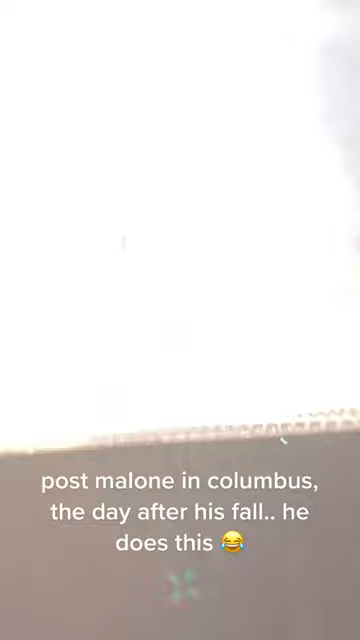 post malone in columbus,
the day after his fall.. he
does this 😂